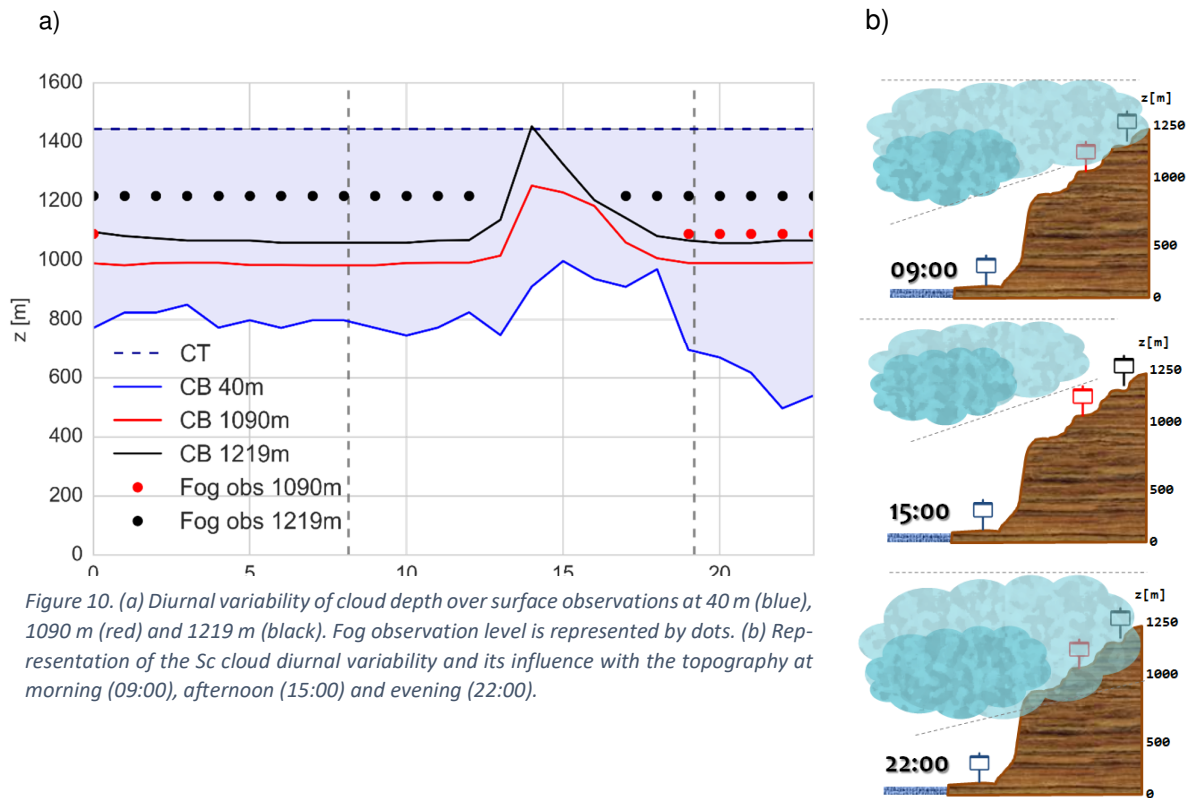 a)
1600
1400
1200
1000
800
600
400
200
0
z [m]
CT
CB 40m
CB 1090m
CB 1219m
Fog obs 1090m
Fog obs 1219m
0 5 10 15 20
Figure 10. (a) Diurnal variability of cloud depth over surface observations at 40 m (blue),
1090 m (red) and 1219 m (black). Fog observation level is represented by dots. (b) Rep-
resentation of the Sc cloud diurnal variability and its influence with the topography at
morning (09:00), afternoon (15:00) and evening (22:00).
b)
z[m]
1250
1000
500
09:00
0
z[m]
1250
1000
500
15:00
0
z[m]
1250
1000
500
22:00
0